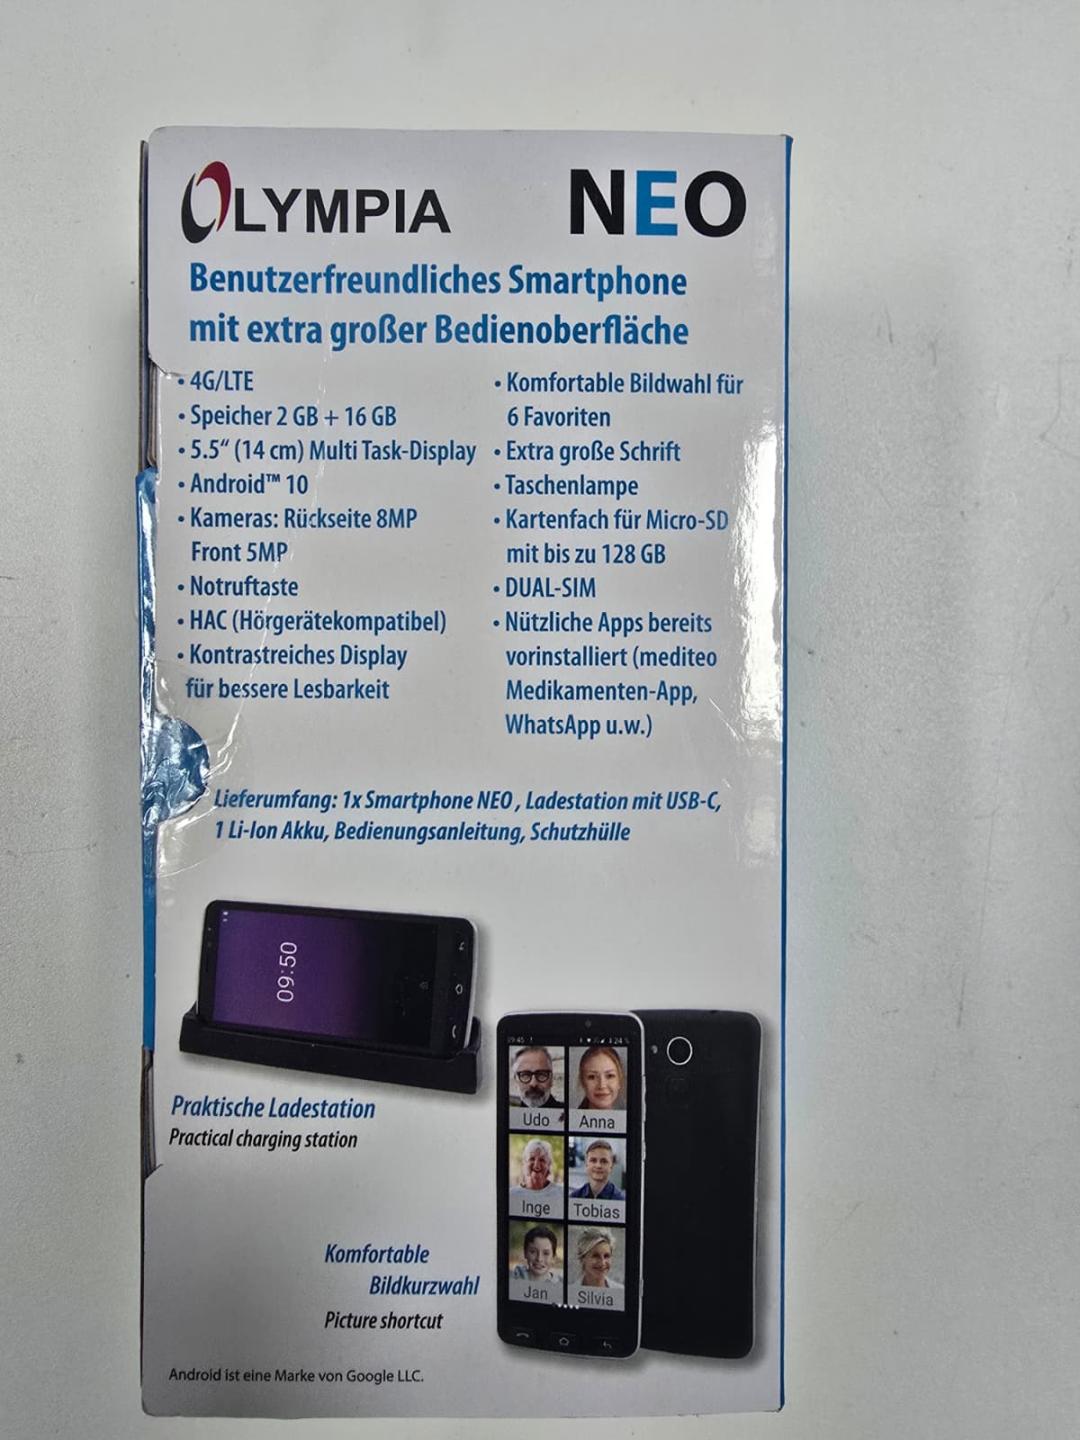 OLYMPIA
NEO
Benutzerfreundliches Smartphone
mit extra großer Bedienoberfläche
• 4G/LTE
• Speicher 2 GB + 16 GB
• 5.5“ (14 cm) Multi Task-Display
• Android™ 10
• Kameras: Rückseite 8MP
Front 5MP
• Notruftaste
• HAC (Hörgerätekompatibel)
• Kontrastreiches Display
für bessere Lesbarkeit
• Komfortable Bildwahl für
6 Favoriten
• Extra große Schrift
• Taschenlampe
• Kartenfach für Micro-SD
mit bis zu 128 GB
• DUAL-SIM
• Nützliche Apps bereits
vorinstalliert (mediteo
Medikamenten-App,
WhatsApp u.w.)
Lieferumfang: 1x Smartphone NEO , Ladestation mit USB-C,
1 Li-Ion Akku, Bedienungsanleitung, Schutzhülle
09:50
Praktische Ladestation
Practical charging station
09:45
Udo
Anna
Inge
Tobias
Jan
Silvia
Komfortable
Bildkurzwahl
Picture shortcut
Android ist eine Marke von Google LLC.